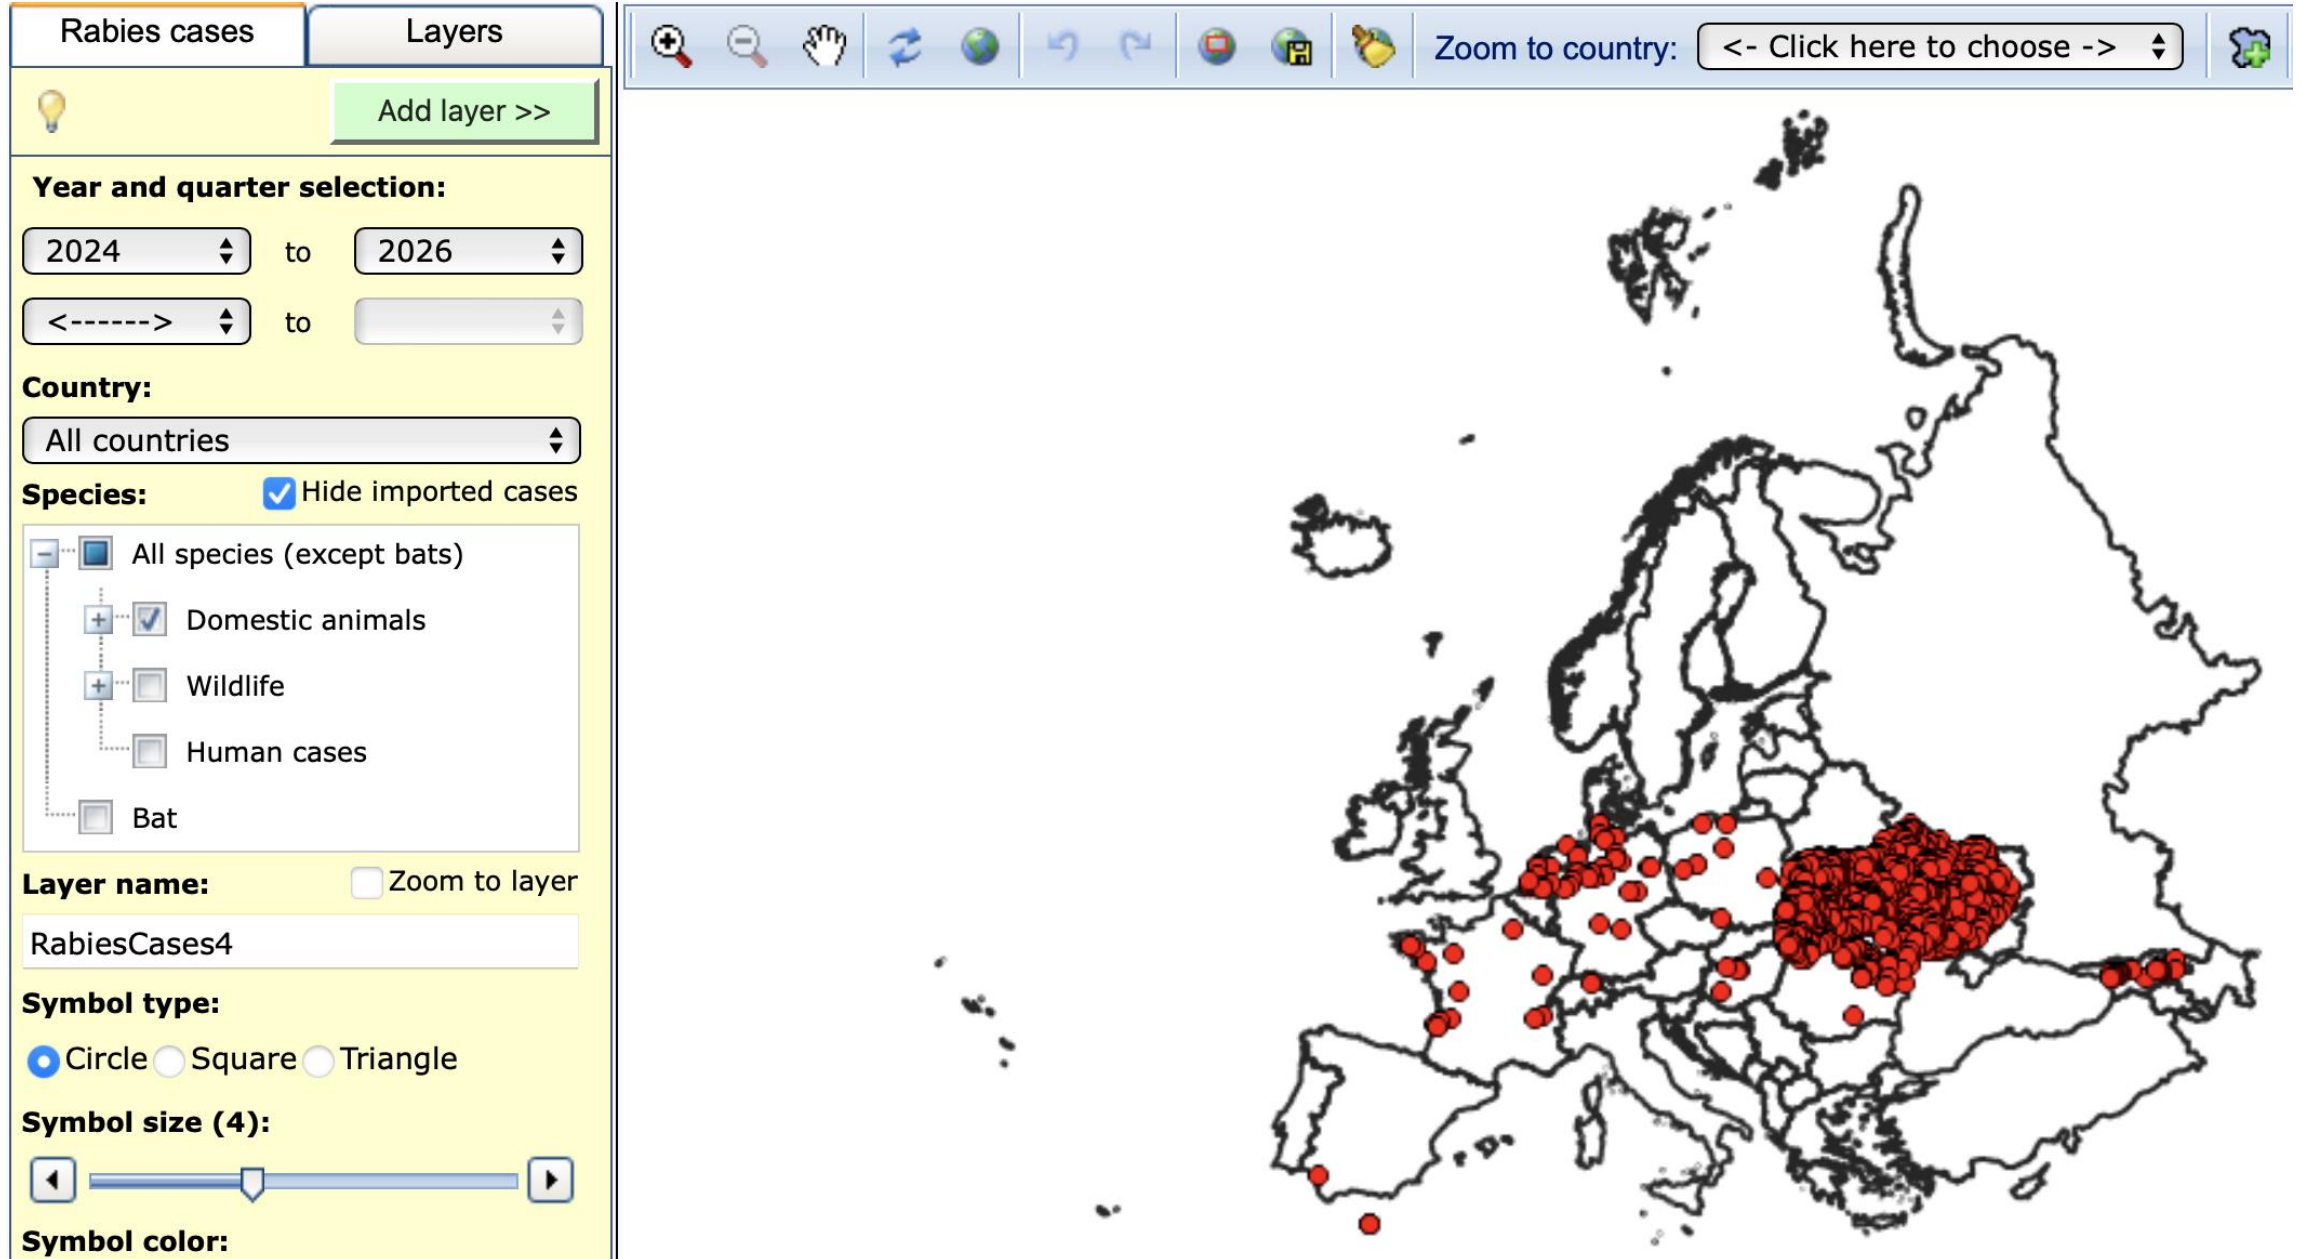 Rabies cases
Layers
Zoom to country:
<- Click here to choose ->
Add layer >>
Year and quarter selection:
2024 to 2026
<------> to
Country:
All countries
Species: Hide imported cases
All species (except bats)
Domestic animals
Wildlife
Human cases
Bat
Layer name: Zoom to layer
RabiesCases4
Symbol type:
Circle Square Triangle
Symbol size (4):
Symbol color: